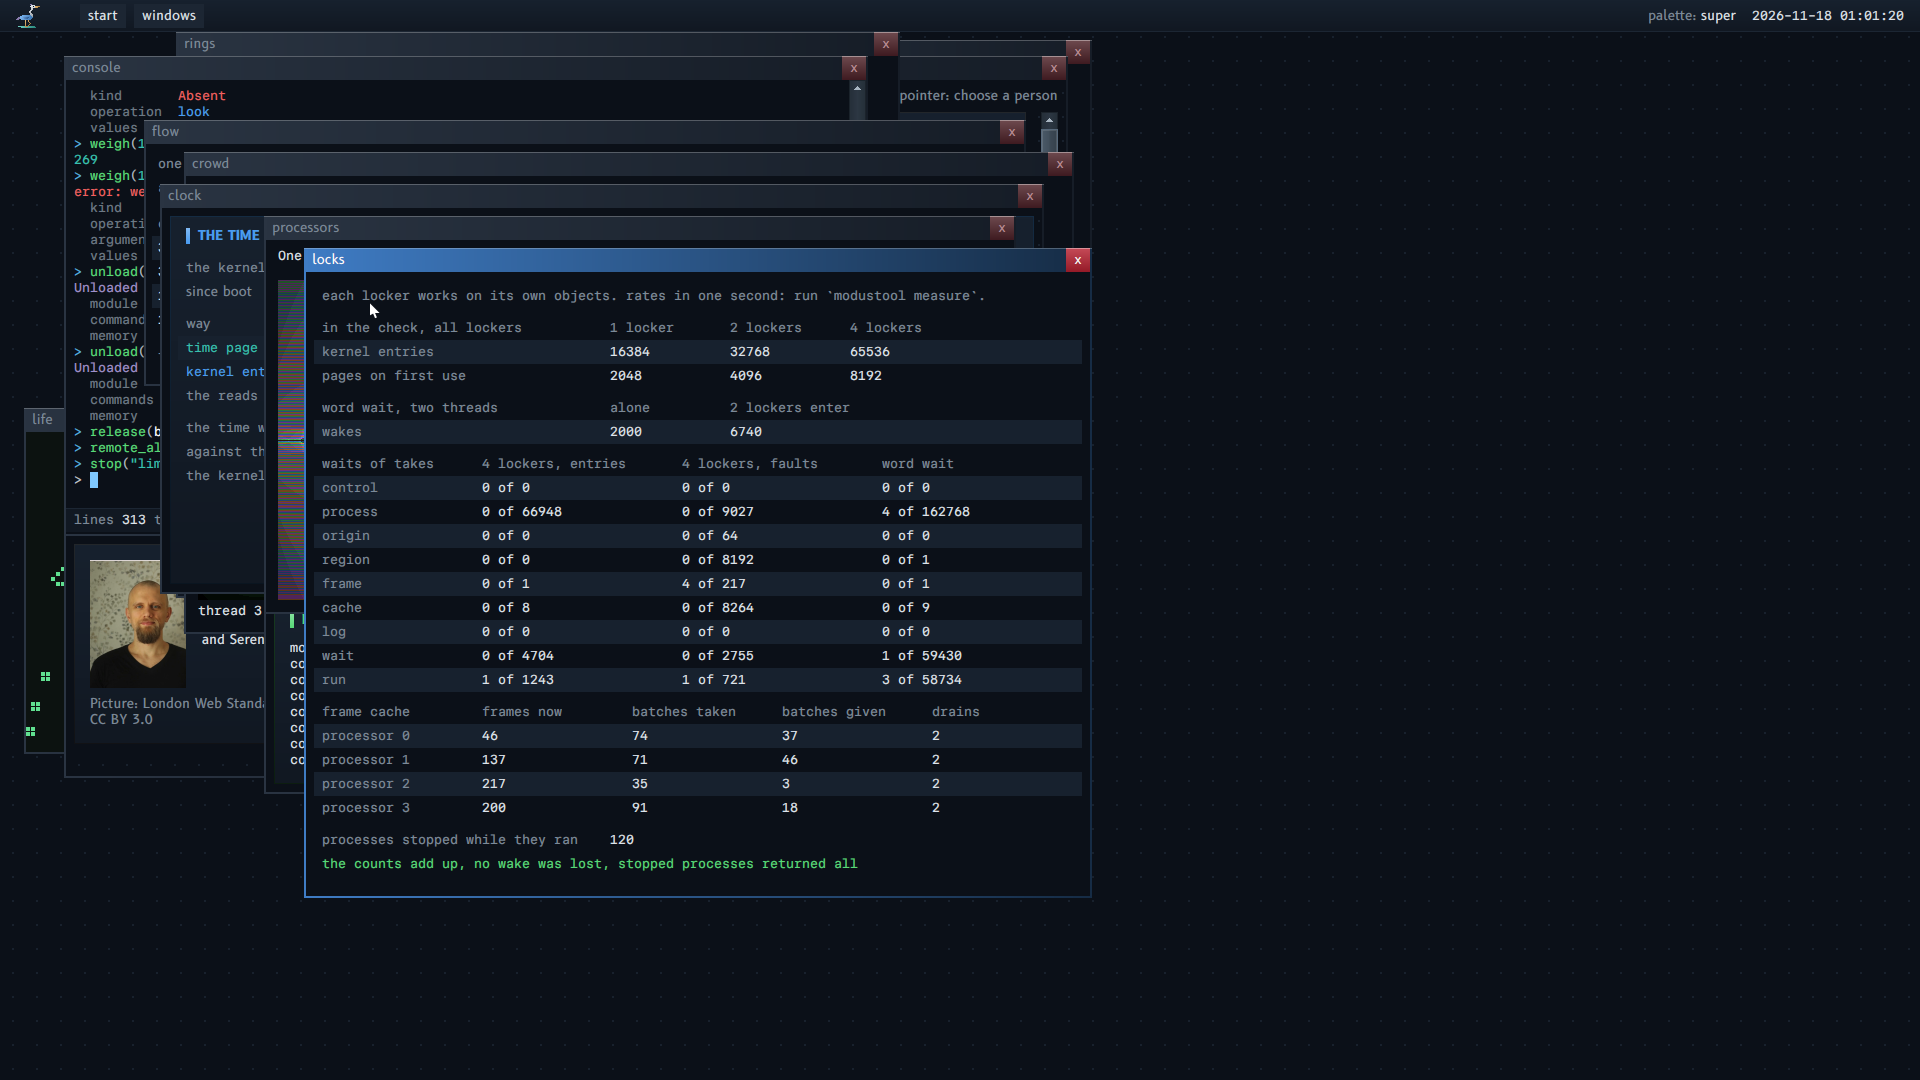 start windows palette: super 2026-11-18 01:01:20
rings x
x
console x
x
kind Absent
operation look
values
pointer: choose a person
flow x
> weigh(1
269
one
crowd x
> weigh(1
error: we
clock x
kind
operati
argumen
values
THE TIME
processors x
One
locks x
the kernel
since boot
way
time page
kernel ent
the reads
the time w
against th
the kernel
> unload(
Unloaded
module
command
memory
> unload(
Unloaded
module
commands
memory
> release(b
> remote_al
> stop("lim
>
lines 313 t
life
thread 3
and Seren
Picture: London Web Standa
CC BY 3.0
mo
co
co
co
co
co
co
co
each locker works on its own objects. rates in one second: run `modustool measure`.
in the check, all lockers 1 locker 2 lockers 4 lockers
kernel entries 16384 32768 65536
pages on first use 2048 4096 8192
word wait, two threads alone 2 lockers enter
wakes 2000 6740
waits of takes 4 lockers, entries 4 lockers, faults word wait
control 0 of 0 0 of 0 0 of 0
process 0 of 66948 0 of 9027 4 of 162768
origin 0 of 0 0 of 64 0 of 0
region 0 of 0 0 of 8192 0 of 1
frame 0 of 1 4 of 217 0 of 1
cache 0 of 8 0 of 8264 0 of 9
log 0 of 0 0 of 0 0 of 0
wait 0 of 4704 0 of 2755 1 of 59430
run 1 of 1243 1 of 721 3 of 58734
frame cache frames now batches taken batches given drains
processor 0 46 74 37 2
processor 1 137 71 46 2
processor 2 217 35 3 2
processor 3 200 91 18 2
processes stopped while they ran 120
the counts add up, no wake was lost, stopped processes returned all